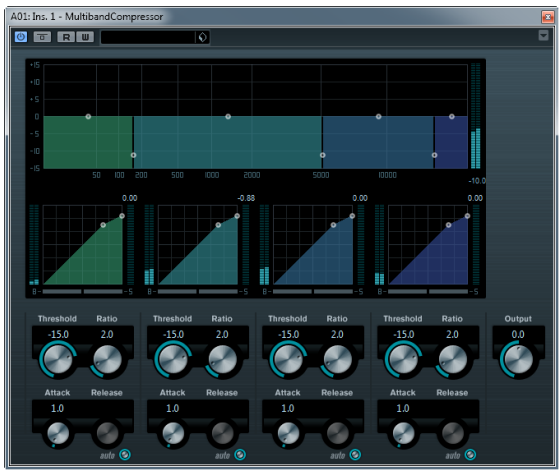 A01: Ins. 1 - MultibandCompressor
R W
+15
+10
+5
0
-5
-10
-15
50 100 200 500 1000 2000 5000 10000
-10.0
0.00 -0.88 0.00 0.00
B S B S B S B S
Threshold Ratio Threshold Ratio Threshold Ratio Threshold Ratio Output
-15.0 2.0 -15.0 2.0 -15.0 2.0 -15.0 2.0 0.0
Attack Release Attack Release Attack Release Attack Release
1.0 1.0 1.0 1.0
auto auto auto auto